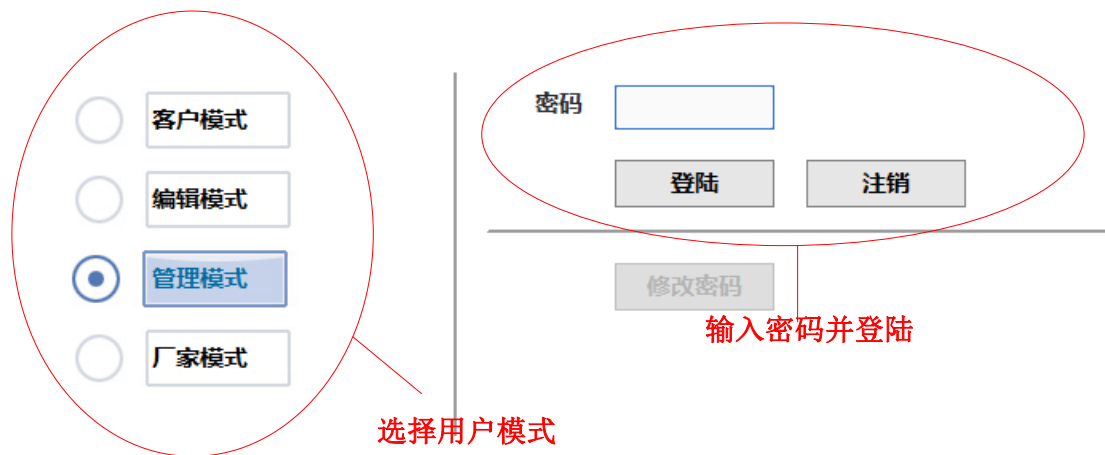 客户模式
编辑模式
管理模式
厂家模式
选择用户模式
密码
登陆 注销
修改密码
输入密码并登陆